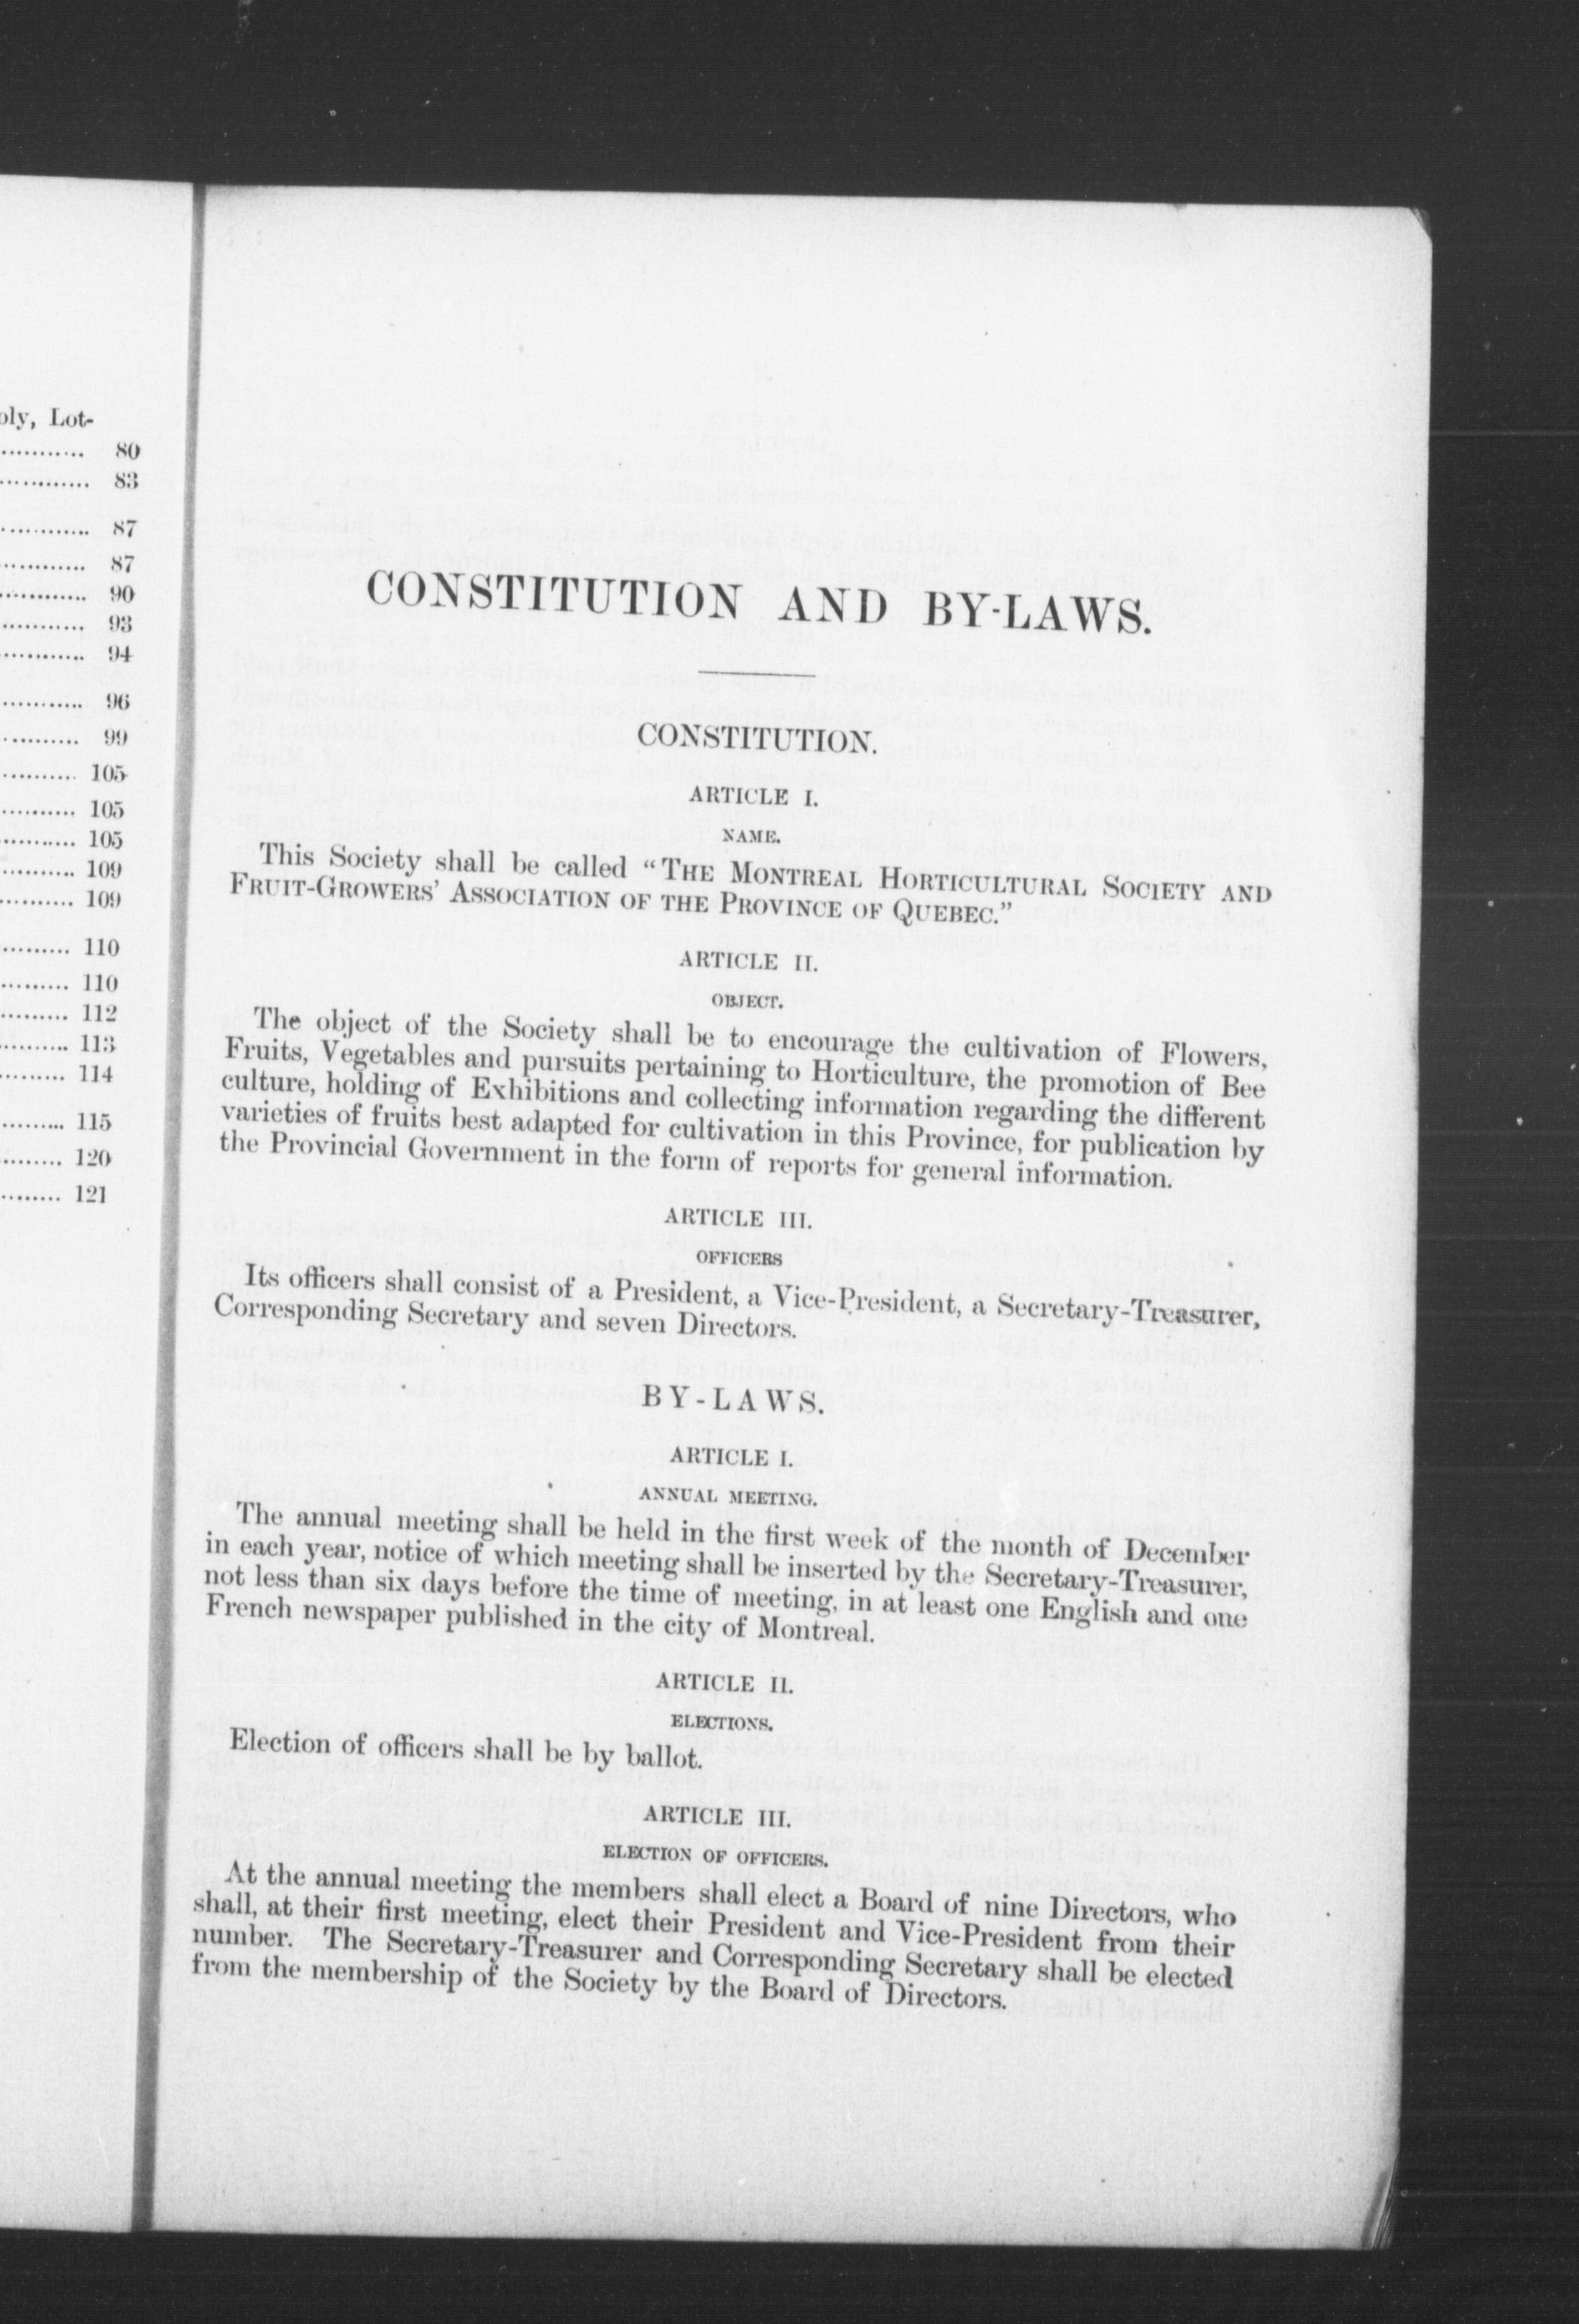 oly, Lot-
........... 80
............ 83
............ 87
............ 87
............ 90
........... 93
............ 94
........... 96
.......... 99
.......... 105
.......... 105
........... 105
.......... 109
.......... 109
......... 110
......... 110
......... 112
.......... 113
......... 114
......... 115
......... 120
......... 121
CONSTITUTION AND BY-LAWS.
CONSTITUTION.
ARTICLE I.
NAME.
This Society shall be called “THE MONTREAL HORTICULTURAL SOCIETY AND
FRUIT-GROWERS’ ASSOCIATION OF THE PROVINCE OF QUEBEC.”
ARTICLE II.
OBJECT.
The object of the Society shall be to encourage the cultivation of Flowers,
Fruits, Vegetables and pursuits pertaining to Horticulture, the promotion of Bee
culture, holding of Exhibitions and collecting information regarding the different
varieties of fruits best adapted for cultivation in this Province, for publication by
the Provincial Government in the form of reports for general information.
ARTICLE III.
OFFICERS
Its officers shall consist of a President, a Vice-President, a Secretary-Treasurer,
Corresponding Secretary and seven Directors.
BY-LAWS.
ARTICLE I.
ANNUAL MEETING.
The annual meeting shall be held in the first week of the month of December
in each year, notice of which meeting shall be inserted by the Secretary-Treasurer,
not less than six days before the time of meeting, in at least one English and one
French newspaper published in the city of Montreal.
ARTICLE II.
ELECTIONS.
Election of officers shall be by ballot.
ARTICLE III.
ELECTION OF OFFICERS.
At the annual meeting the members shall elect a Board of nine Directors, who
shall, at their first meeting, elect their President and Vice-President from their
number. The Secretary-Treasurer and Corresponding Secretary shall be elected
from the membership of the Society by the Board of Directors.